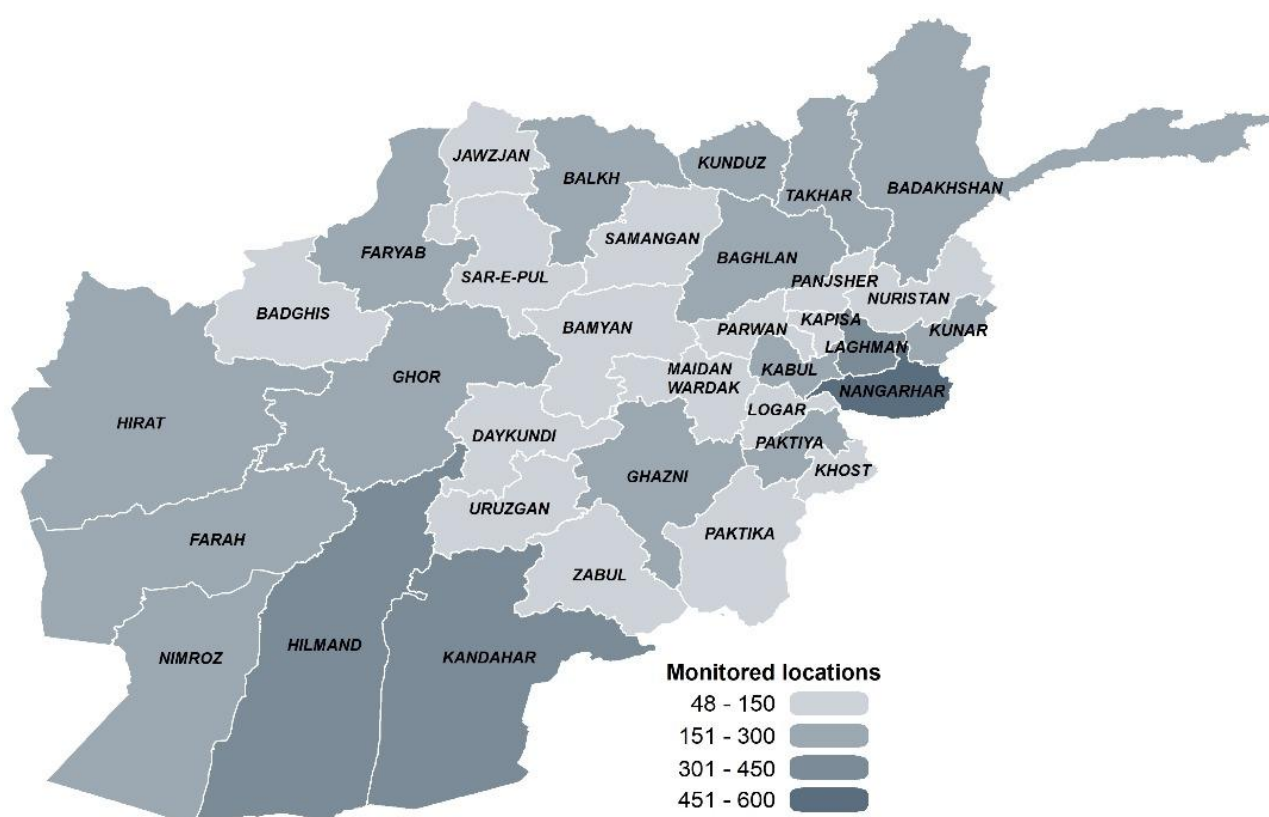 JAWZJAN
BALKH
KUNDUZ
TAKHAR
BADAKHSHAN
FARYAB
SAR-E-PUL
SAMANGAN
BAGHLAN
PANJSHER
NURISTAN
BADGHIS
BAMYAN
PARWAN
KAPISA
KUNAR
LAGHMAN
GHOR
MAIDAN
WARDAK
KABUL
NANGARHAR
HIRAT
DAYKUNDI
LOGAR
PAKTIYA
KHOST
GHAZNI
URUZGAN
PAKTIKA
FARAH
ZABUL
NIMROZ
HILMAND
KANDAHAR
Monitored locations
48 - 150
151 - 300
301 - 450
451 - 600